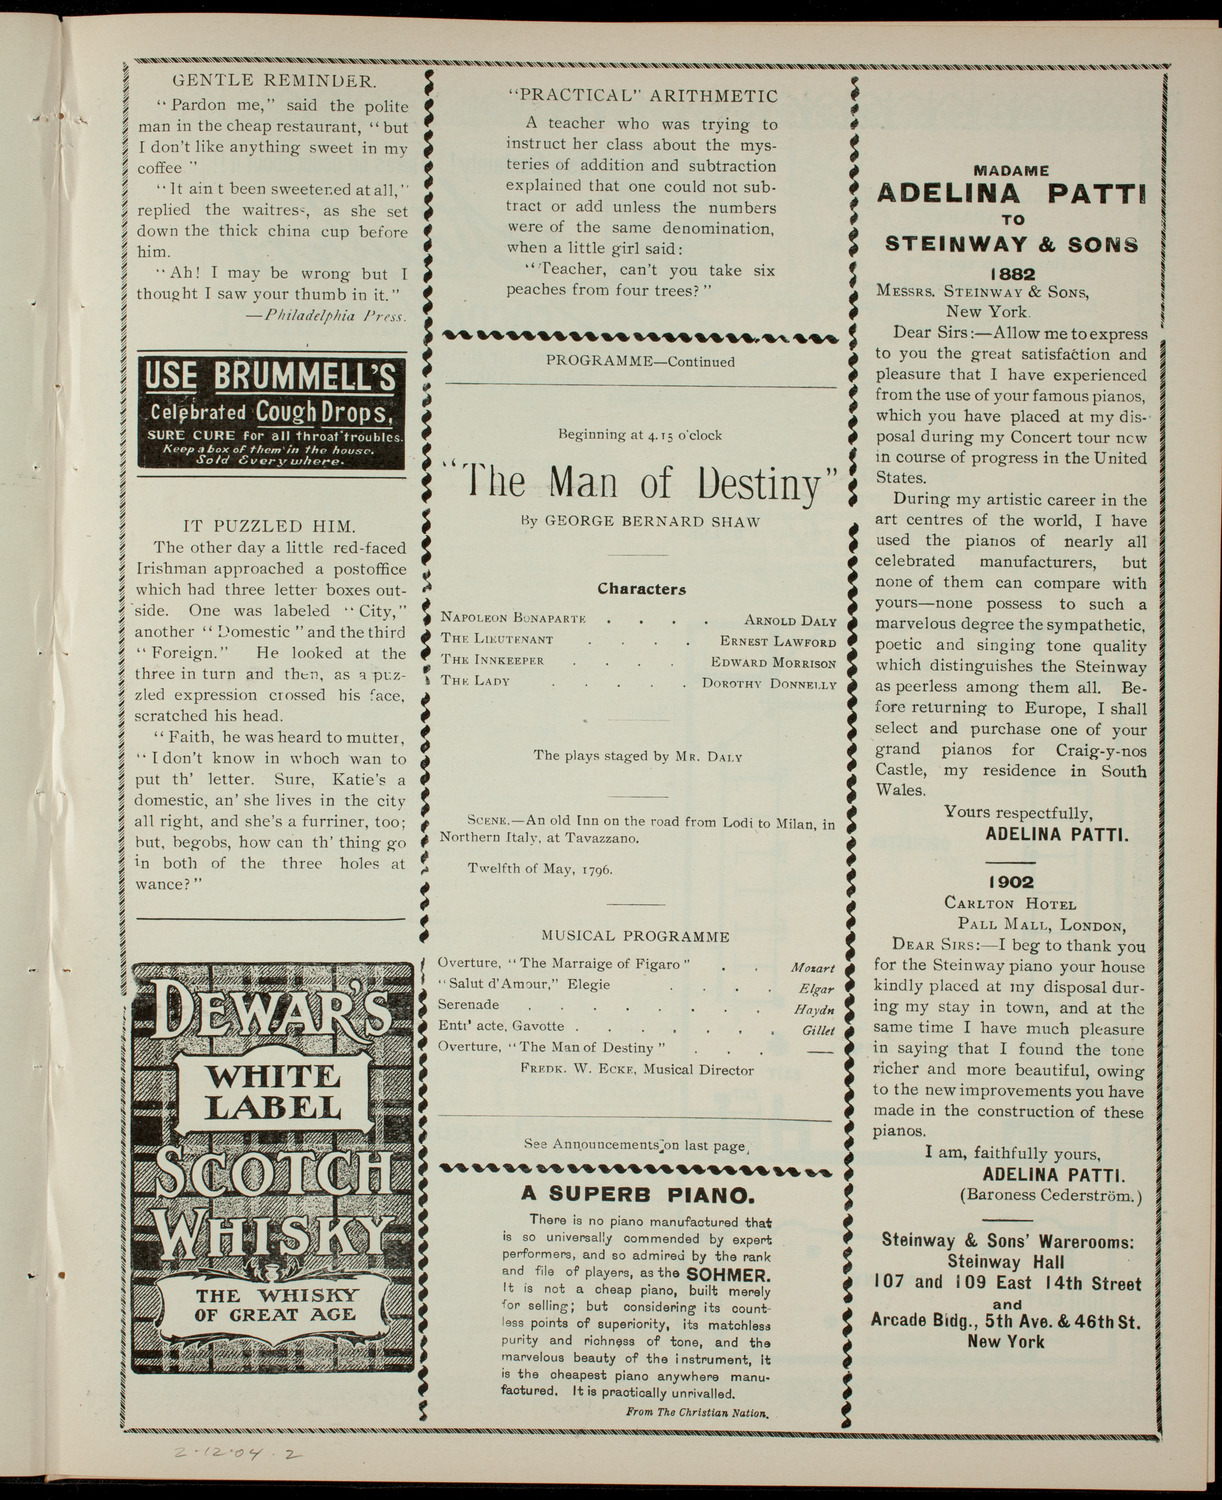 GENTLE REMINDER.
“Pardon me,” said the polite
man in the cheap restaurant, “but
I don't like anything sweet in my
coffee ”
“It ain t been sweetened at all,”
replied the waitress, as she set
down the thick china cup before
him.
“Ah! I may be wrong but I
thought I saw your thumb in it.”
—Philadelphia Press.
USE BRUMMELL'S
Celebrated Cough Drops,
SURE CURE for all throat troubles.
Keep a box of them in the house.
Sold Everywhere.
IT PUZZLED HIM.
The other day a little red-faced
Irishman approached a postoffice
which had three letter boxes out-
side. One was labeled “City,”
another “Domestic” and the third
“Foreign.” He looked at the
three in turn and then, as a puz-
zled expression crossed his face,
scratched his head.
“Faith, he was heard to mutter,
“I don't know in whoch wan to
put th' letter. Sure, Katie's a
domestic, an' she lives in the city
all right, and she's a furriner, too;
but, begobs, how can th' thing go
in both of the three holes at
wance?”
DEWAR'S
WHITE
LABEL
SCOTCH
WHISKY
THE WHISKY
OF GREAT AGE
“PRACTICAL” ARITHMETIC
A teacher who was trying to
instruct her class about the mys-
teries of addition and subtraction
explained that one could not sub-
tract or add unless the numbers
were of the same denomination,
when a little girl said:
“'Teacher, can't you take six
peaches from four trees?”
PROGRAMME—Continued
Beginning at 4.15 o'clock
“The Man of Destiny”
By GEORGE BERNARD SHAW
Characters
NAPOLEON BONAPARTE . . . . ARNOLD DALY
THE LIEUTENANT . . . . ERNEST LAWFORD
THE INNKEEPER . . . . EDWARD MORRISON
THE LADY . . . . . DOROTHY DONNELLY
The plays staged by MR. DALY
SCENE.—An old Inn on the road from Lodi to Milan, in
Northern Italy, at Tavazzano.
Twelfth of May, 1796.
MUSICAL PROGRAMME
Overture, “The Marraige of Figaro” . . Mozart
“Salut d'Amour,” Elegie . . . . Elgar
Serenade . . . . . . . Haydn
Entr' acte, Gavotte . . . . . . . Gillet
Overture, “The Man of Destiny” . . . ——
FREDK. W. ECKE, Musical Director
See Announcements on last page.
A SUPERB PIANO.
There is no piano manufactured that
is so universally commended by expert
performers, and so admired by the rank
and file of players, as the SOHMER.
It is not a cheap piano, built merely
for selling; but considering its count-
less points of superiority, its matchless
purity and richness of tone, and the
marvelous beauty of the instrument, it
is the cheapest piano anywhere manu-
factured. It is practically unrivalled.
From The Christian Nation.
MADAME
ADELINA PATTI
TO
STEINWAY & SONS
1882
MESSRS. STEINWAY & SONS,
New York.
Dear Sirs:—Allow me to express
to you the great satisfaction and
pleasure that I have experienced
from the use of your famous pianos,
which you have placed at my dis-
posal during my Concert tour now
in course of progress in the United
States.
During my artistic career in the
art centres of the world, I have
used the pianos of nearly all
celebrated manufacturers, but
none of them can compare with
yours—none possess to such a
marvelous degree the sympathetic,
poetic and singing tone quality
which distinguishes the Steinway
as peerless among them all. Be-
fore returning to Europe, I shall
select and purchase one of your
grand pianos for Craig-y-nos
Castle, my residence in South
Wales.
Yours respectfully,
ADELINA PATTI.
1902
CARLTON HOTEL
PALL MALL, LONDON,
DEAR SIRS:—I beg to thank you
for the Steinway piano your house
kindly placed at my disposal dur-
ing my stay in town, and at the
same time I have much pleasure
in saying that I found the tone
richer and more beautiful, owing
to the new improvements you have
made in the construction of these
pianos.
I am, faithfully yours,
ADELINA PATTI.
(Baroness Cederström.)
Steinway & Sons' Warerooms:
Steinway Hall
107 and 109 East 14th Street
and
Arcade Bldg., 5th Ave. & 46th St.
New York
2·12·04·2